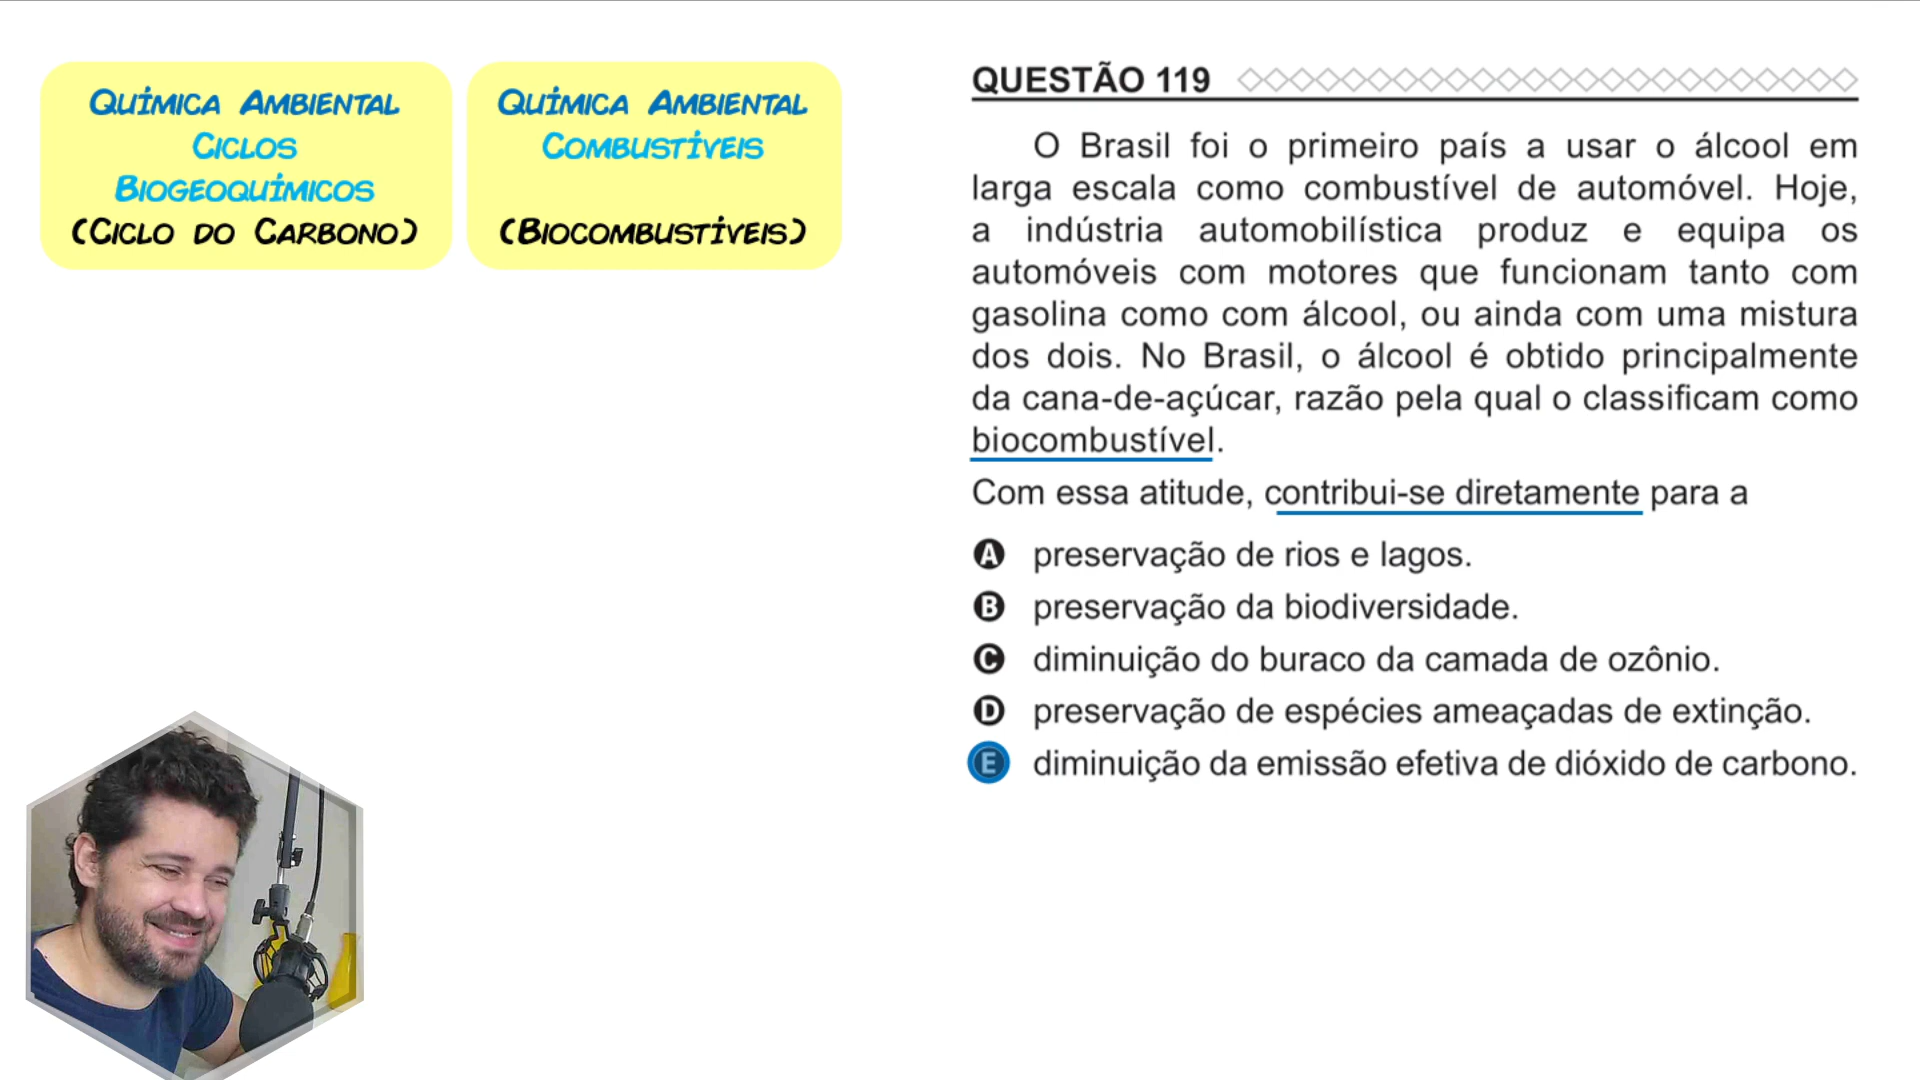 QUÍMICA AMBIENTAL
CICLOS
BIOGEOQUÍMICOS
(CICLO DO CARBONO)
QUÍMICA AMBIENTAL
COMBUSTÍVEIS
(BIOCOMBUSTÍVEIS)
QUESTÃO 119
O Brasil foi o primeiro país a usar o álcool em
larga escala como combustível de automóvel. Hoje,
a indústria automobilística produz e equipa os
automóveis com motores que funcionam tanto com
gasolina como com álcool, ou ainda com uma mistura
dos dois. No Brasil, o álcool é obtido principalmente
da cana-de-açúcar, razão pela qual o classificam como
biocombustível.
Com essa atitude, contribui-se diretamente para a
A preservação de rios e lagos.
B preservação da biodiversidade.
C diminuição do buraco da camada de ozônio.
D preservação de espécies ameaçadas de extinção.
E diminuição da emissão efetiva de dióxido de carbono.